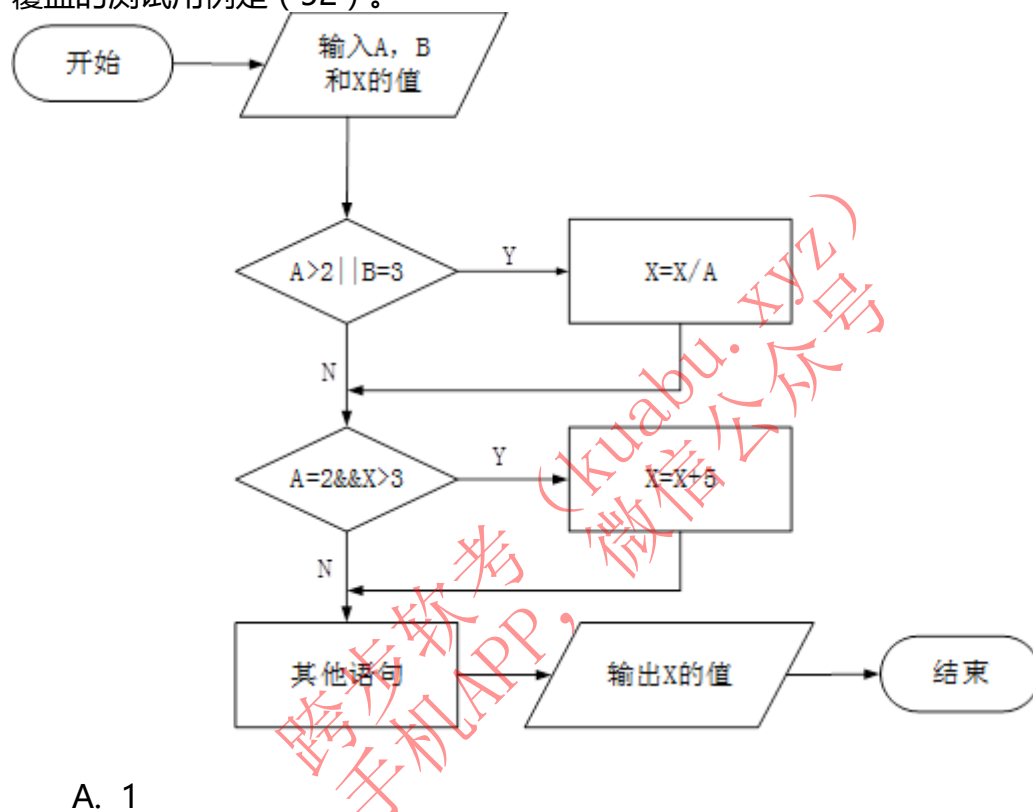 覆盖的测试用例是（32）。
开始
输入A，B
和X的值
A>2||B=3
Y
X=X/A
N
A=2&&X>3
Y
X=X+5
N
其他语句
输出X的值
结束
跨步软考（kuabu.xyz）
手机APP，微信公众号
A. 1